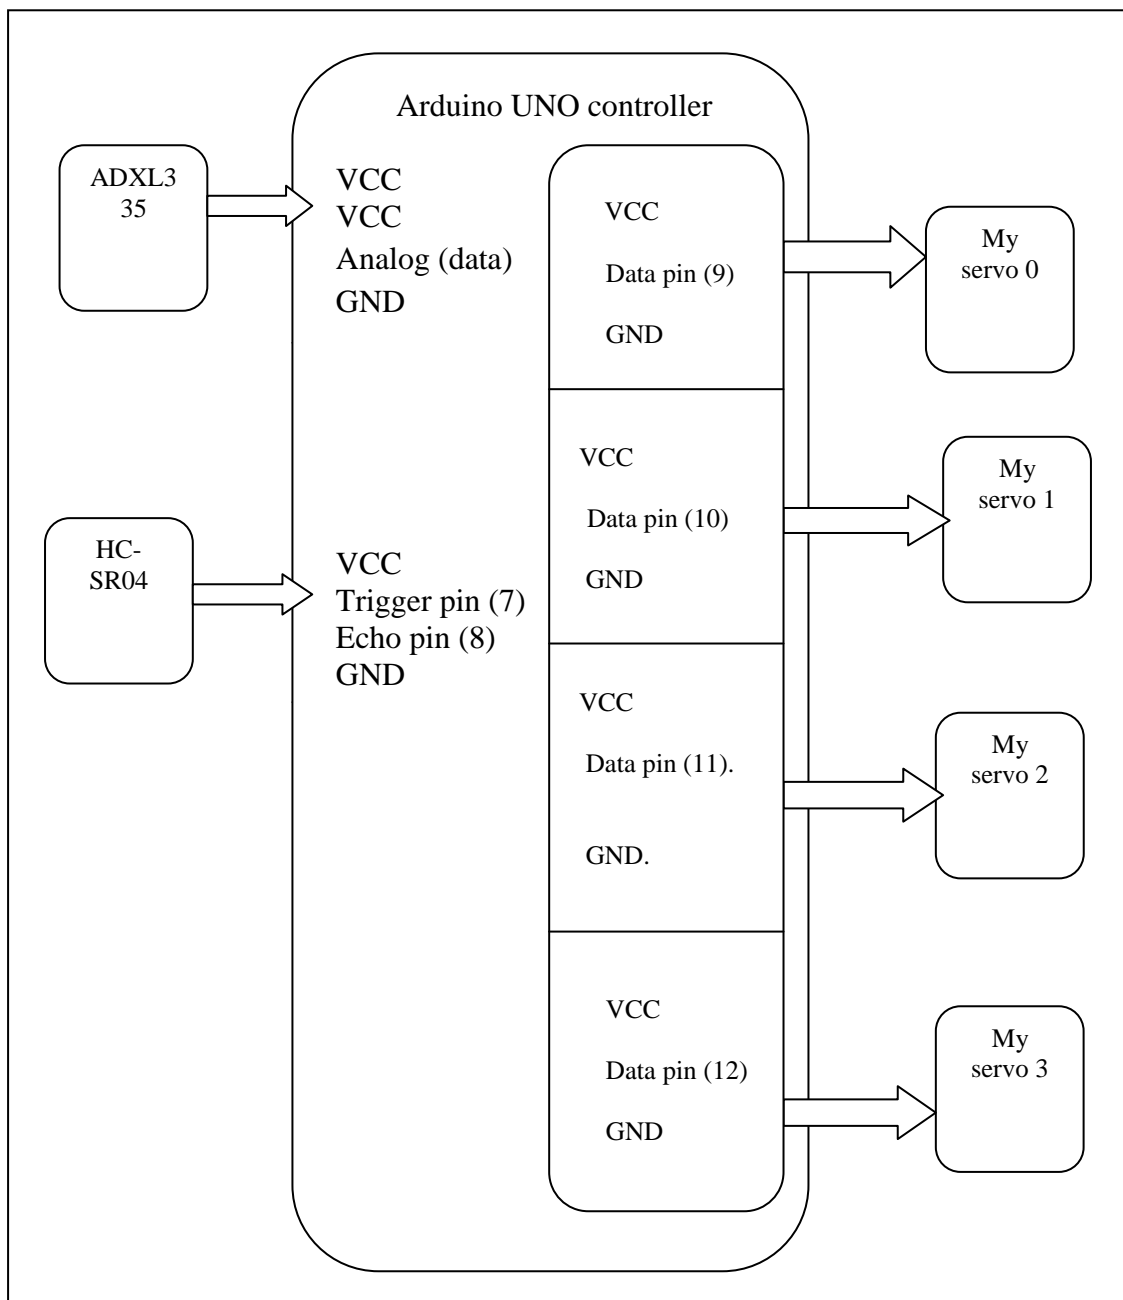 Arduino UNO controller
ADXL3
35
VCC
VCC
Analog (data)
GND
HC-
SR04
VCC
Trigger pin (7)
Echo pin (8)
GND
VCC
Data pin (9)
GND
VCC
Data pin (10)
GND
VCC
Data pin (11).
GND.
VCC
Data pin (12)
GND
My
servo 0
My
servo 1
My
servo 2
My
servo 3